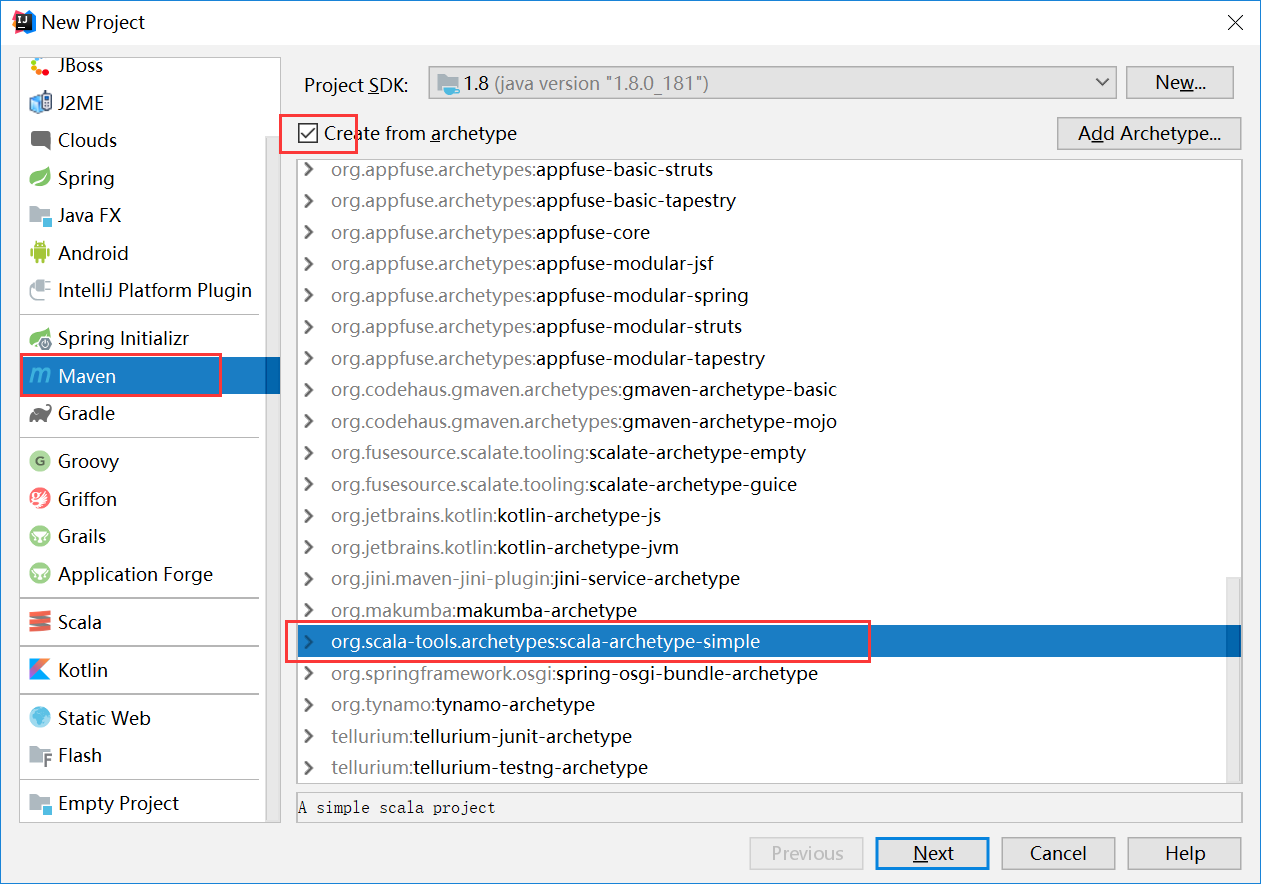 New Project
JBoss
J2ME
Clouds
Spring
Java FX
Android
IntelliJ Platform Plugin
Spring Initializr
Maven
Gradle
Groovy
Griffon
Grails
Application Forge
Scala
Kotlin
Static Web
Flash
Empty Project
Project SDK:
1.8 (java version "1.8.0_181")
New...
Create from archetype
Add Archetype...
org.appfuse.archetypes:appfuse-basic-struts
org.appfuse.archetypes:appfuse-basic-tapestry
org.appfuse.archetypes:appfuse-core
org.appfuse.archetypes:appfuse-modular-jsf
org.appfuse.archetypes:appfuse-modular-spring
org.appfuse.archetypes:appfuse-modular-struts
org.appfuse.archetypes:appfuse-modular-tapestry
org.codehaus.gmaven.archetypes:gmaven-archetype-basic
org.codehaus.gmaven.archetypes:gmaven-archetype-mojo
org.fusesource.scalate.tooling:scalate-archetype-empty
org.fusesource.scalate.tooling:scalate-archetype-guice
org.jetbrains.kotlin:kotlin-archetype-js
org.jetbrains.kotlin:kotlin-archetype-jvm
org.jini.maven-jini-plugin:jini-service-archetype
org.makumba:makumba-archetype
org.scala-tools.archetypes:scala-archetype-simple
org.springframework.osgi:spring-osgi-bundle-archetype
org.tynamo:tynamo-archetype
tellurium:tellurium-junit-archetype
tellurium:tellurium-testng-archetype
A simple scala project
Previous
Next
Cancel
Help